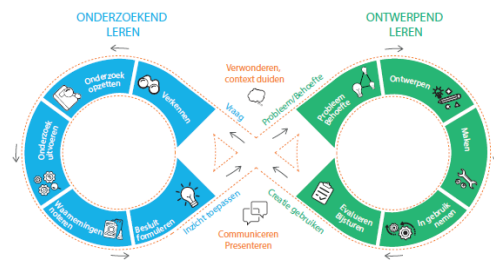 ONDERZOEKEND
LEREN
ONTWERPEND
LEREN
Onderzoek
opzetten
Verkennen
Onderzoek
uitvoeren
Waarnemingen
noteren
Besluit
formuleren
Verwonderen,
context duiden
Vraag
Probleem/Behoefte
Inzicht toepassen
Creatie gebruiken
Communiceren
Presenteren
Probleem
Behoefte
Ontwerpen
Maken
In gebruik
nemen
Evalueren
Bijsturen